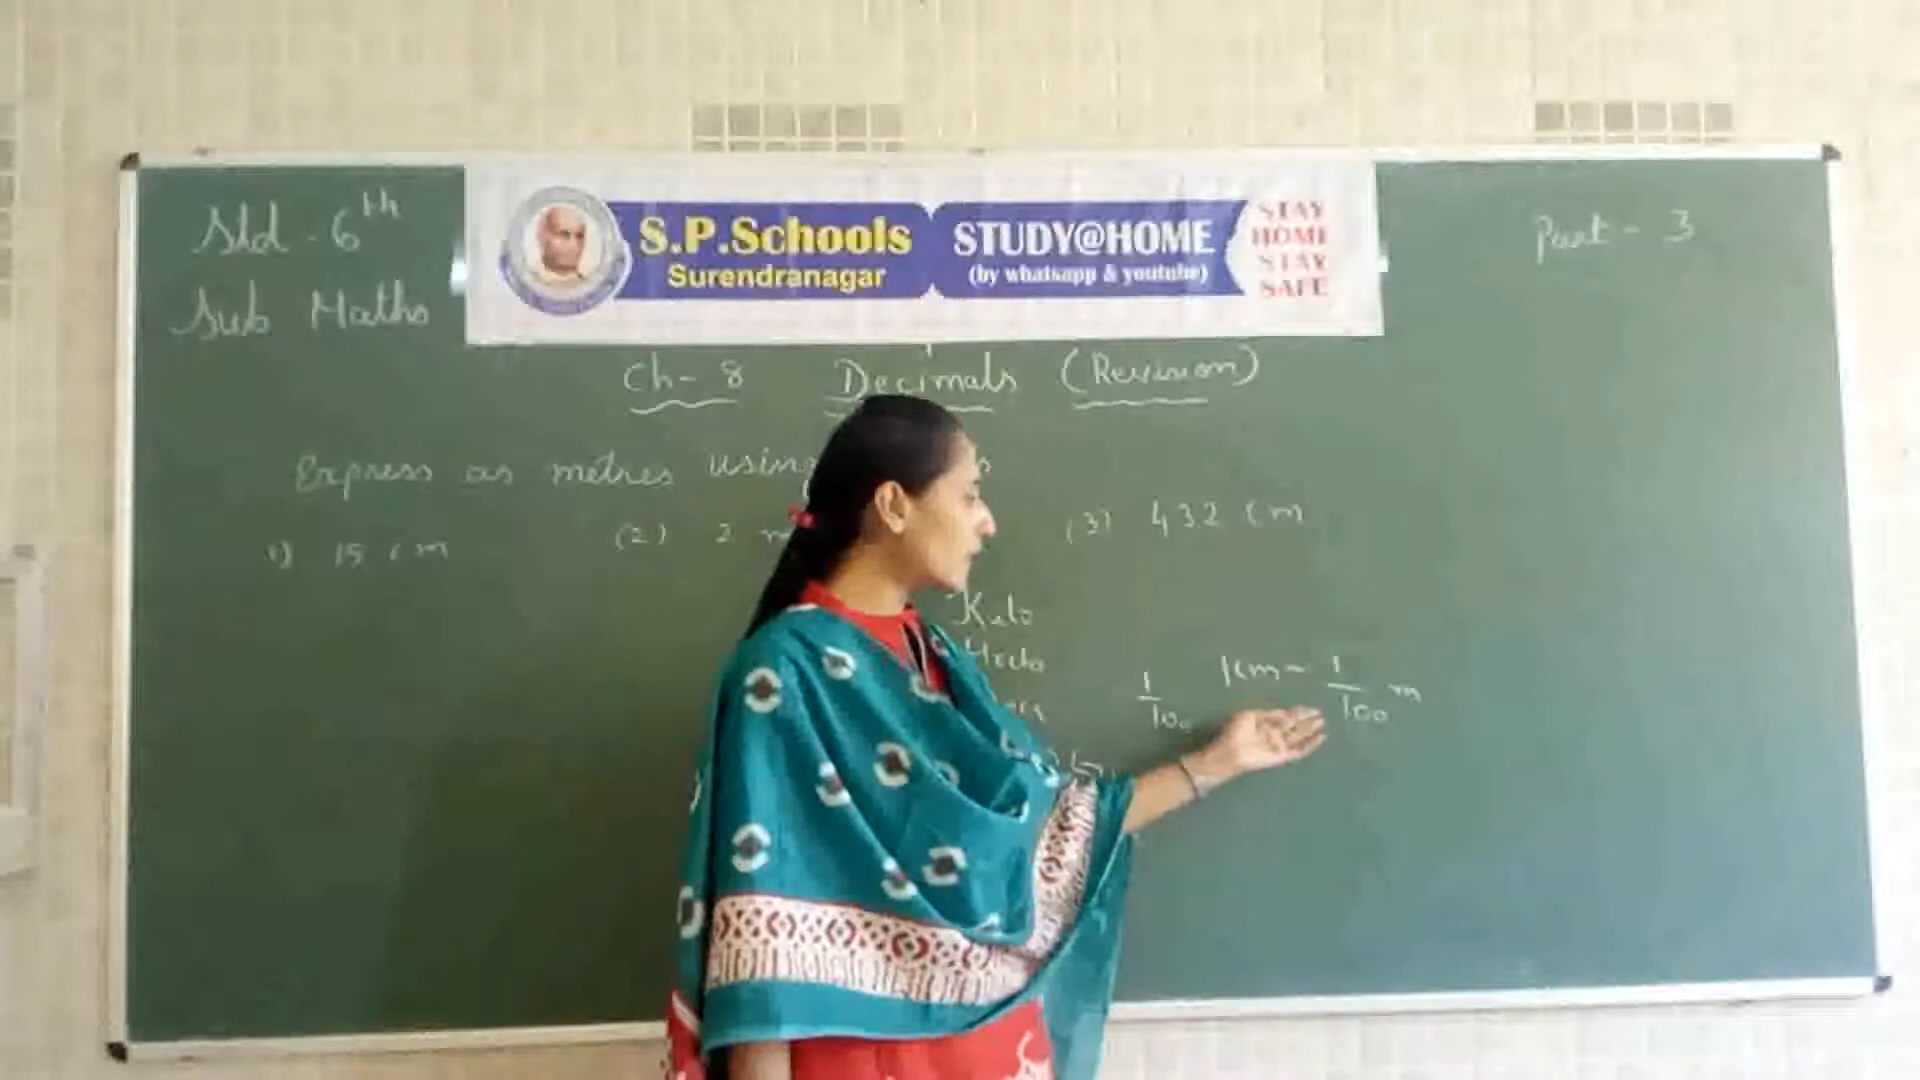 Std - 6th
Sub Maths
S.P.Schools
Surendranagar
STUDY@HOME
(by whatsapp & youtube)
STAY
HOME
STAY
SAFE
Part - 3
Ch - 8 Decimals (Revision)
Express as metres using
1) 15 cm (2) 2 m (3) 432 cm
Kilo
Hecto
1/100 1cm = 1/100 m